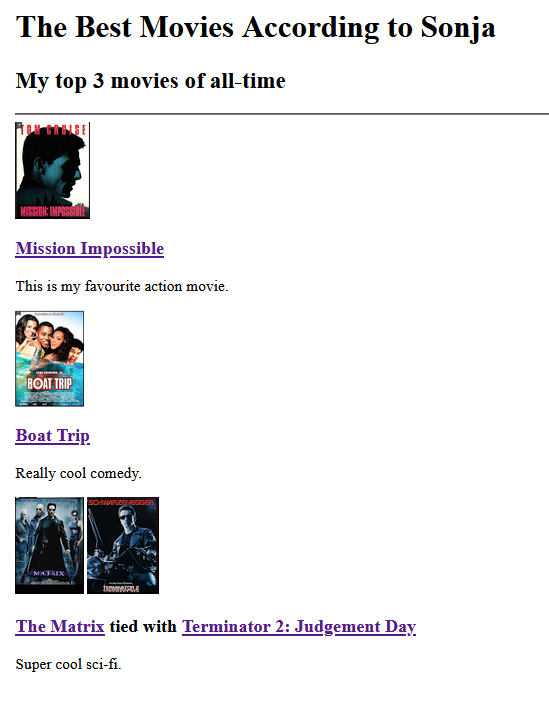 The Best Movies According to Sonja
My top 3 movies of all-time
TOM CRUISE
MISSION: IMPOSSIBLE
Mission Impossible
This is my favourite action movie.
BOAT TRIP
Boat Trip
Really cool comedy.
SCHWARZENEGGER
MATRIX
TERMINATOR 2
The Matrix tied with Terminator 2: Judgement Day
Super cool sci-fi.